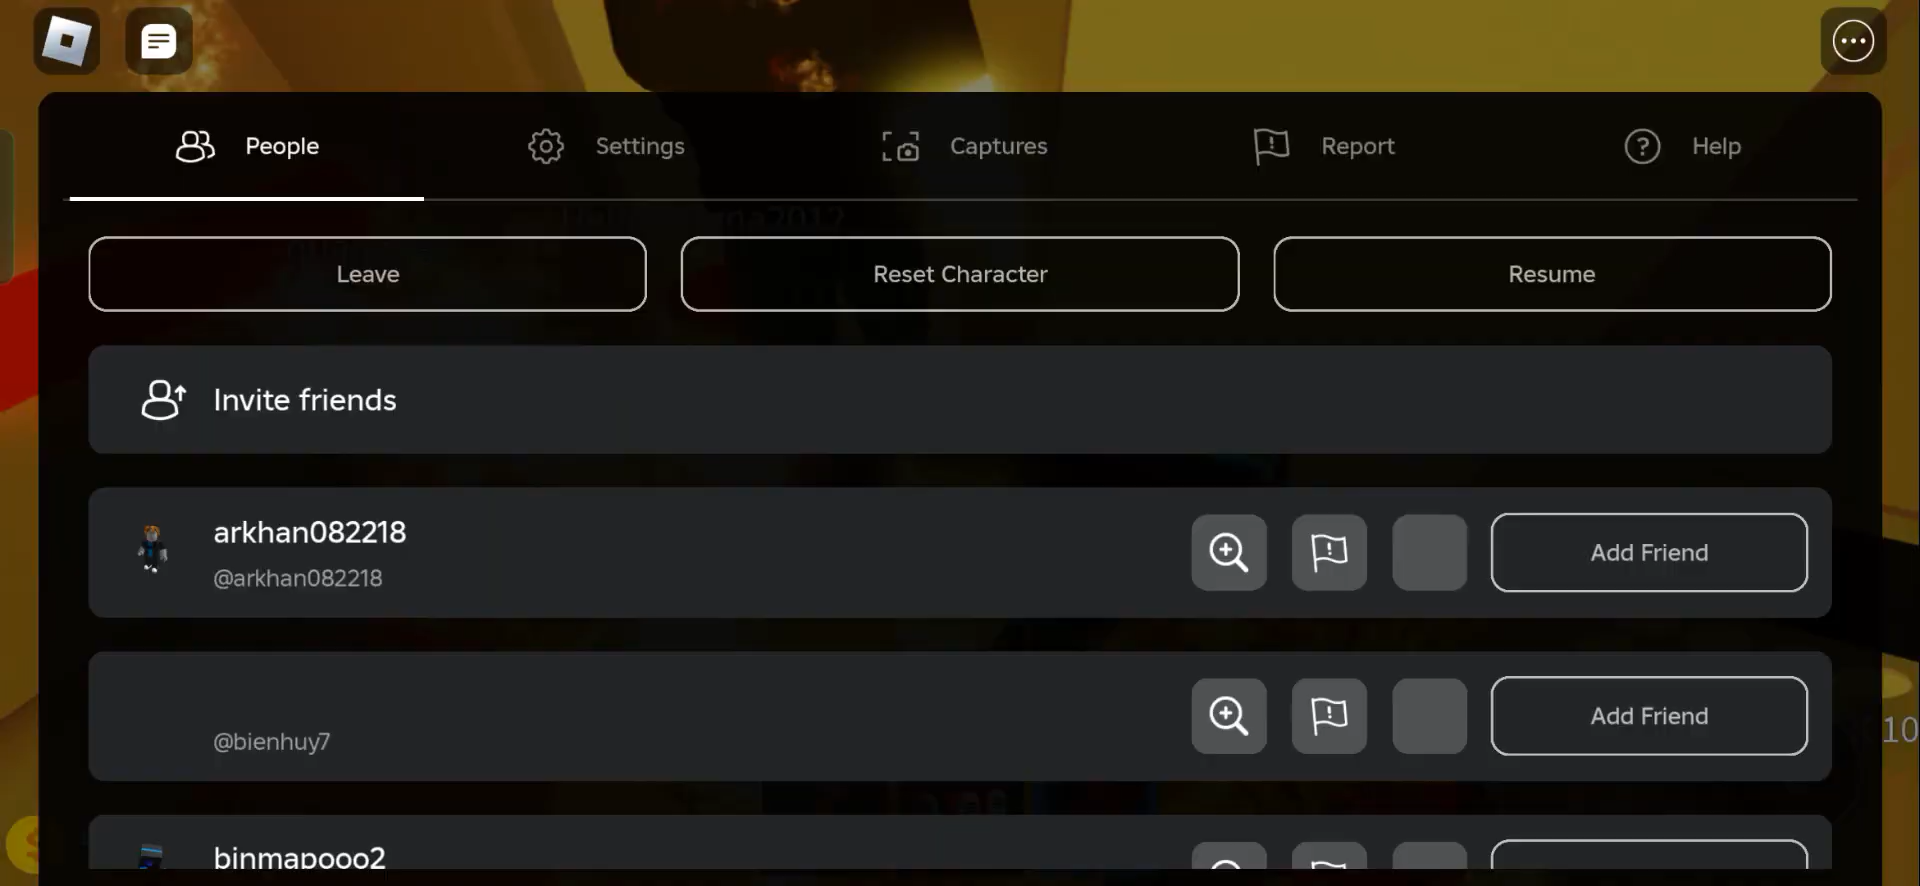 People Settings Captures Report Help
Leave Reset Character Resume
Invite friends
arkhan082218
@arkhan082218
Add Friend
@bienhuy7
Add Friend
binmapooo2
10